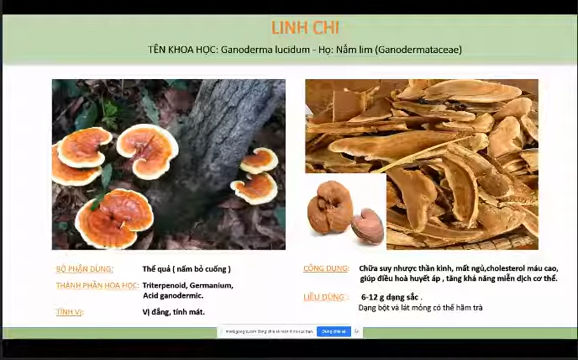 LINH CHI
TÊN KHOA HỌC: Ganoderma lucidum - Họ: Nấm lim (Ganodermataceae)
BỘ PHẬN DÙNG: Thể quả ( nấm bỏ cuống )
THÀNH PHẦN HÓA HỌC: Triterpenoid, Germanium,
Acid ganodermic.
TÍNH VỊ: Vị đắng, tính mát.
CÔNG DỤNG: Chữa suy nhược thần kinh, mất ngủ,cholesterol máu cao,
giúp điều hoà huyết áp , tăng khả năng miễn dịch cơ thể.
LIỀU DÙNG : 6-12 g dạng sắc .
Dạng bột và lát mỏng có thể hãm trà